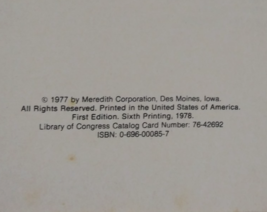 © 1977 by Meredith Corporation, Des Moines, Iowa.
All Rights Reserved. Printed in the United States of America.
First Edition. Sixth Printing, 1978.
Library of Congress Catalog Card Number: 76-42692
ISBN: 0-696-00085-7